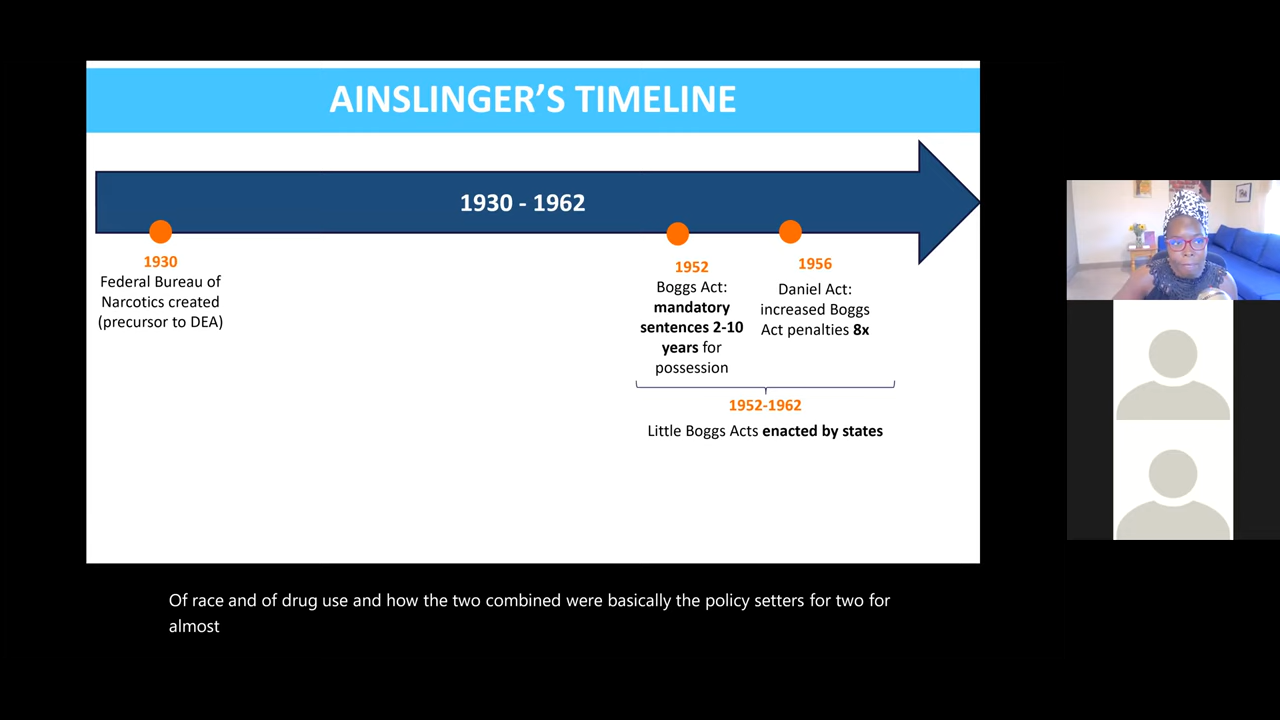 AINSLINGER’S TIMELINE
1930 - 1962
1930
Federal Bureau of
Narcotics created
(precursor to DEA)
1952
Boggs Act:
mandatory
sentences 2-10
years for
possession
1956
Daniel Act:
increased Boggs
Act penalties 8x
1952-1962
Little Boggs Acts enacted by states
Of race and of drug use and how the two combined were basically the policy setters for two for
almost